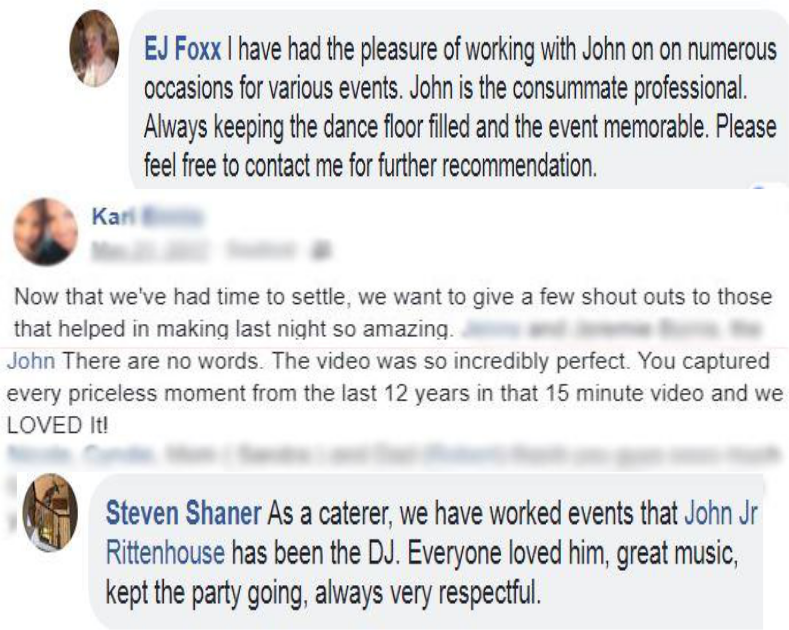 EJ Foxx I have had the pleasure of working with John on on numerous
occasions for various events. John is the consummate professional.
Always keeping the dance floor filled and the event memorable. Please
feel free to contact me for further recommendation.
Kari
Now that we've had time to settle, we want to give a few shout outs to those
that helped in making last night so amazing.
John There are no words. The video was so incredibly perfect. You captured
every priceless moment from the last 12 years in that 15 minute video and we
LOVED It!
Steven Shaner As a caterer, we have worked events that John Jr
Rittenhouse has been the DJ. Everyone loved him, great music,
kept the party going, always very respectful.